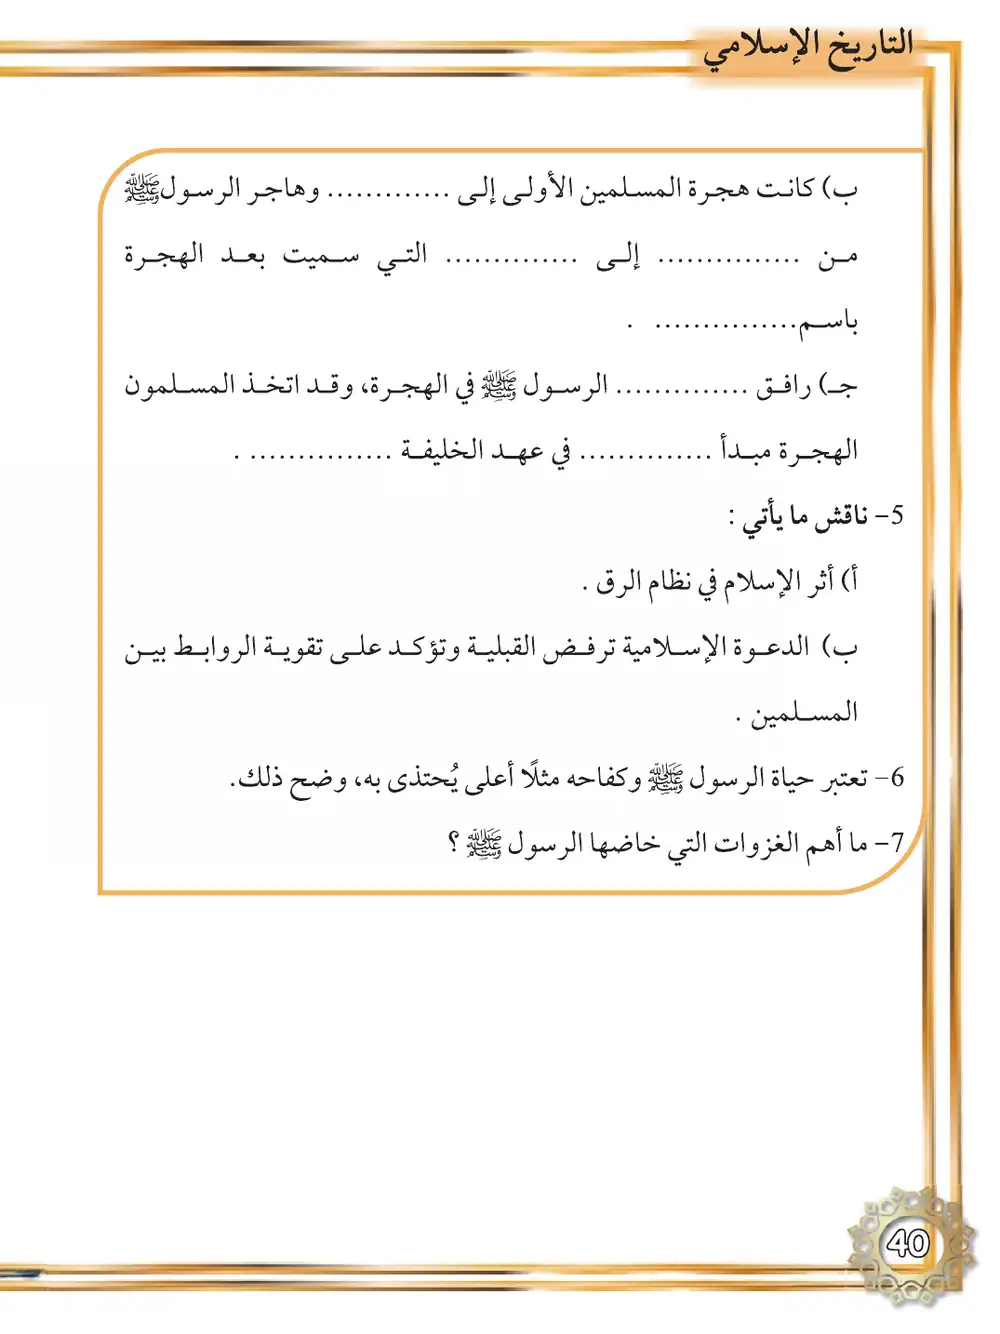 التاريخ الإسلامي
ب) كانت هجرة المسلمين الأولى إلى ............. وهاجر الرسول ﷺ
من ............... إلى .............. التي سميت بعد الهجرة
باسم............... .
جـ) رافق .............. الرسول ﷺ في الهجرة، وقد اتخذ المسلمون
الهجرة مبدأ .............. في عهد الخليفة ............... .
5- ناقش ما يأتي :
أ) أثر الإسلام في نظام الرق .
ب) الدعوة الإسلامية ترفض القبلية وتؤكد على تقوية الروابط بين
المسلمين .
6- تعتبر حياة الرسول ﷺ وكفاحه مثلًا أعلى يُحتذى به، وضح ذلك.
7- ما أهم الغزوات التي خاضها الرسول ﷺ ؟
40